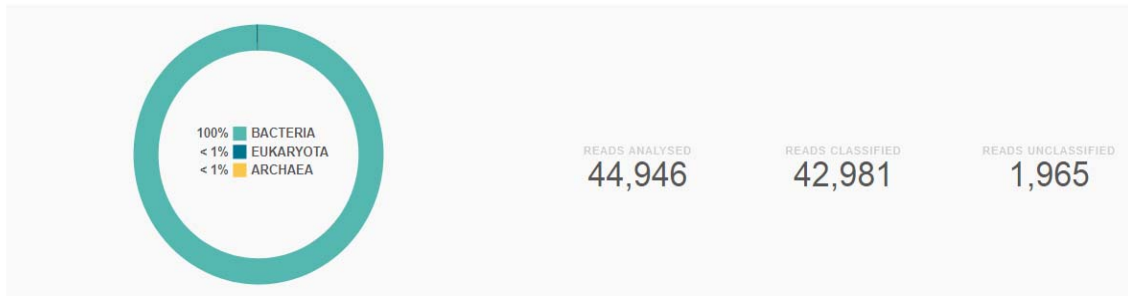 100% BACTERIA
< 1% EUKARYOTA
< 1% ARCHAEA
READS ANALYSED
44,946
READS CLASSIFIED
42,981
READS UNCLASSIFIED
1,965